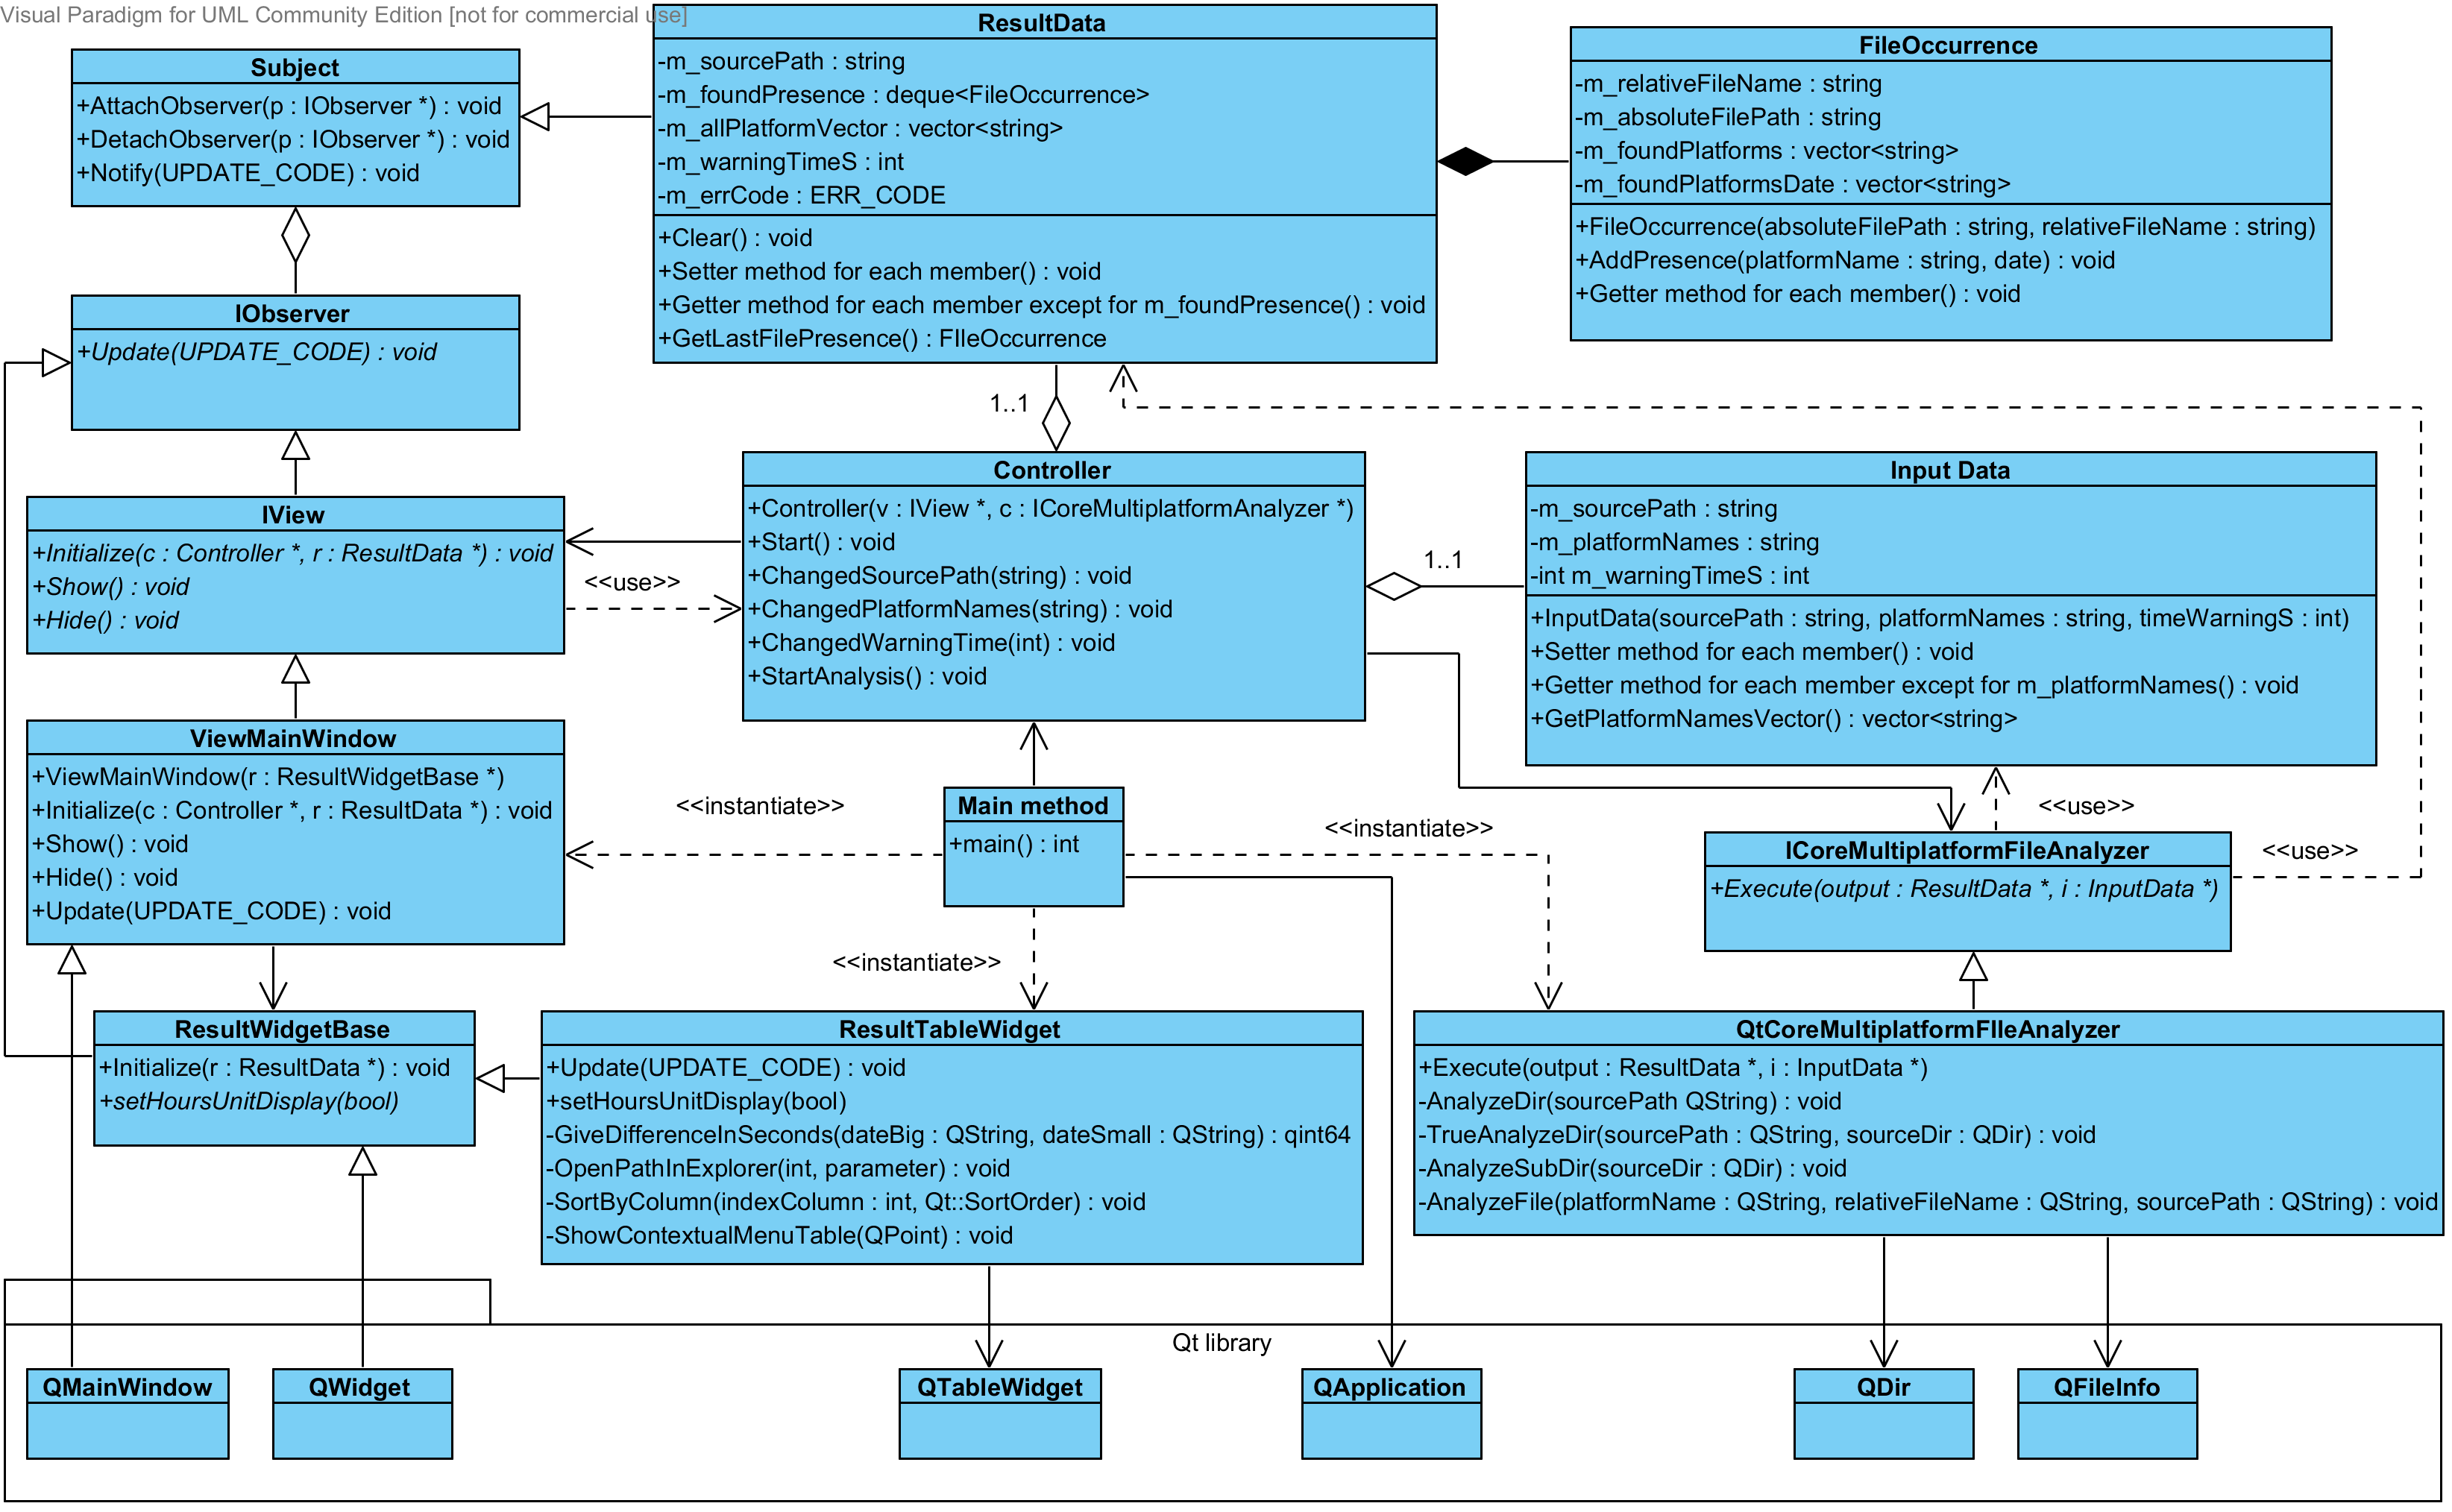 Visual Paradigm for UML Community Edition [not for commercial use]
Subject
+AttachObserver(p : IObserver *) : void
+DetachObserver(p : IObserver *) : void
+Notify(UPDATE_CODE) : void
ResultData
-m_sourcePath : string
-m_foundPresence : deque<FileOccurrence>
-m_allPlatformVector : vector<string>
-m_warningTimeS : int
-m_errCode : ERR_CODE
+Clear() : void
+Setter method for each member() : void
+Getter method for each member except for m_foundPresence() : void
+GetLastFilePresence() : FIleOccurrence
FileOccurrence
-m_relativeFileName : string
-m_absoluteFilePath : string
-m_foundPlatforms : vector<string>
-m_foundPlatformsDate : vector<string>
+FileOccurrence(absoluteFilePath : string, relativeFileName : string)
+AddPresence(platformName : string, date) : void
+Getter method for each member() : void
IObserver
+Update(UPDATE_CODE) : void
1..1
IView
+Initialize(c : Controller *, r : ResultData *) : void
+Show() : void
+Hide() : void
<<use>>
Controller
+Controller(v : IView *, c : ICoreMultiplatformAnalyzer *)
+Start() : void
+ChangedSourcePath(string) : void
+ChangedPlatformNames(string) : void
+ChangedWarningTime(int) : void
+StartAnalysis() : void
1..1
Input Data
-m_sourcePath : string
-m_platformNames : string
-int m_warningTimeS : int
+InputData(sourcePath : string, platformNames : string, timeWarningS : int)
+Setter method for each member() : void
+Getter method for each member except for m_platformNames() : void
+GetPlatformNamesVector() : vector<string>
ViewMainWindow
+ViewMainWindow(r : ResultWidgetBase *)
+Initialize(c : Controller *, r : ResultData *) : void
+Show() : void
+Hide() : void
+Update(UPDATE_CODE) : void
<<instantiate>>
Main method
+main() : int
<<instantiate>>
<<instantiate>>
<<use>>
<<use>>
ICoreMultiplatformFileAnalyzer
+Execute(output : ResultData *, i : InputData *)
ResultWidgetBase
+Initialize(r : ResultData *) : void
+setHoursUnitDisplay(bool)
ResultTableWidget
+Update(UPDATE_CODE) : void
+setHoursUnitDisplay(bool)
-GiveDifferenceInSeconds(dateBig : QString, dateSmall : QString) : qint64
-OpenPathInExplorer(int, parameter) : void
-SortByColumn(indexColumn : int, Qt::SortOrder) : void
-ShowContextualMenuTable(QPoint) : void
QtCoreMultiplatformFIleAnalyzer
+Execute(output : ResultData *, i : InputData *)
-AnalyzeDir(sourcePath QString) : void
-TrueAnalyzeDir(sourcePath : QString, sourceDir : QDir) : void
-AnalyzeSubDir(sourceDir : QDir) : void
-AnalyzeFile(platformName : QString, relativeFileName : QString, sourcePath : QString) : void
Qt library
QMainWindow
QWidget
QTableWidget
QApplication
QDir
QFileInfo